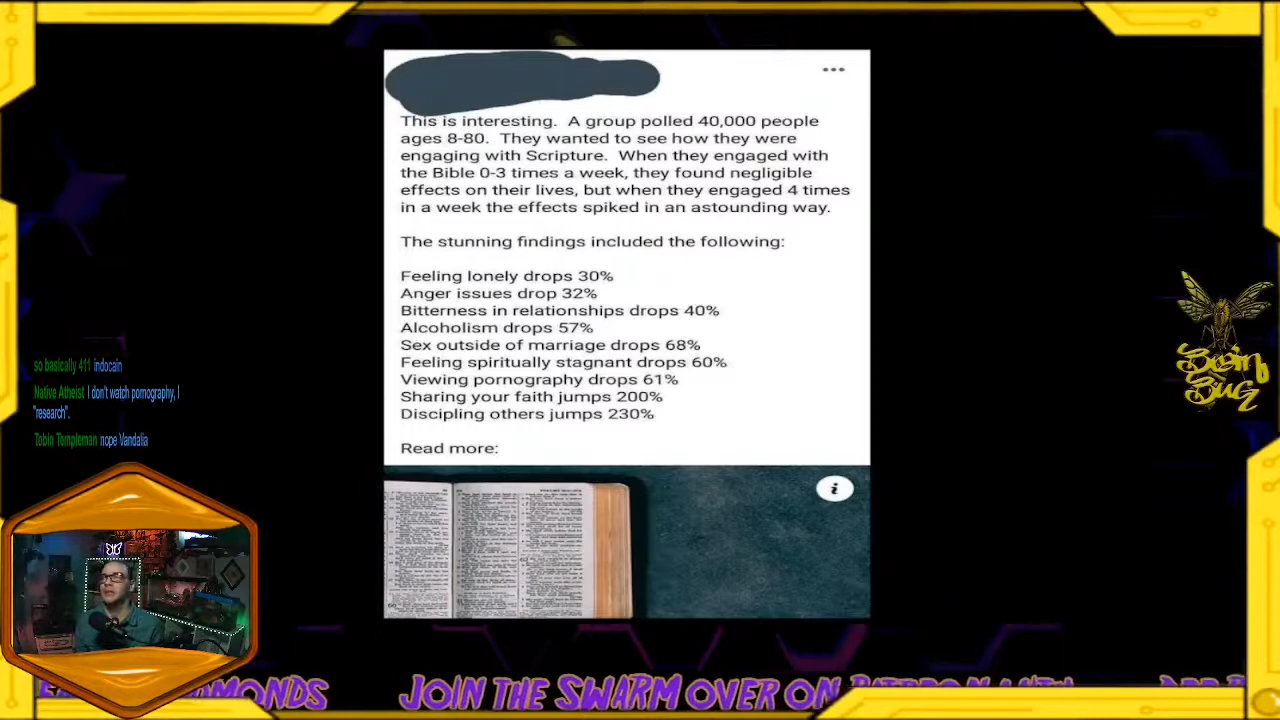 This is interesting. A group polled 40,000 people
ages 8-80. They wanted to see how they were
engaging with Scripture. When they engaged with
the Bible 0-3 times a week, they found negligible
effects on their lives, but when they engaged 4 times
in a week the effects spiked in an astounding way.
The stunning findings included the following:
Feeling lonely drops 30%
Anger issues drop 32%
Bitterness in relationships drops 40%
Alcoholism drops 57%
Sex outside of marriage drops 68%
Feeling spiritually stagnant drops 60%
Viewing pornography drops 61%
Sharing your faith jumps 200%
Discipling others jumps 230%
Read more:
i
so basically 411 indocain
Native Atheist I don't watch pornography, I
"research".
Tobin Templeman nope Vandalia
Bug
JOIN THE SWARM OVER ON